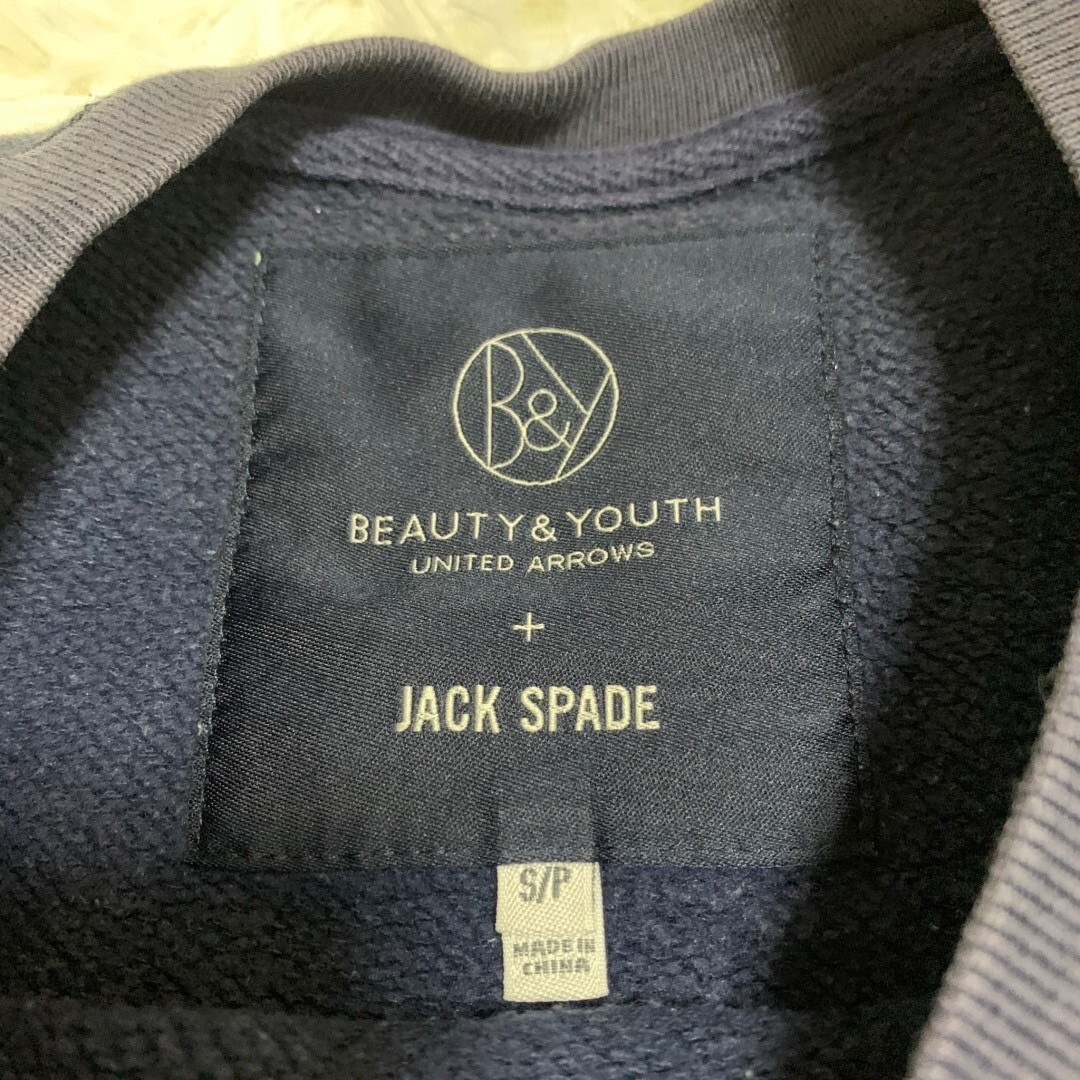 B&Y
BEAUTY & YOUTH
UNITED ARROWS
+
JACK SPADE
S/P
MADE IN
CHINA